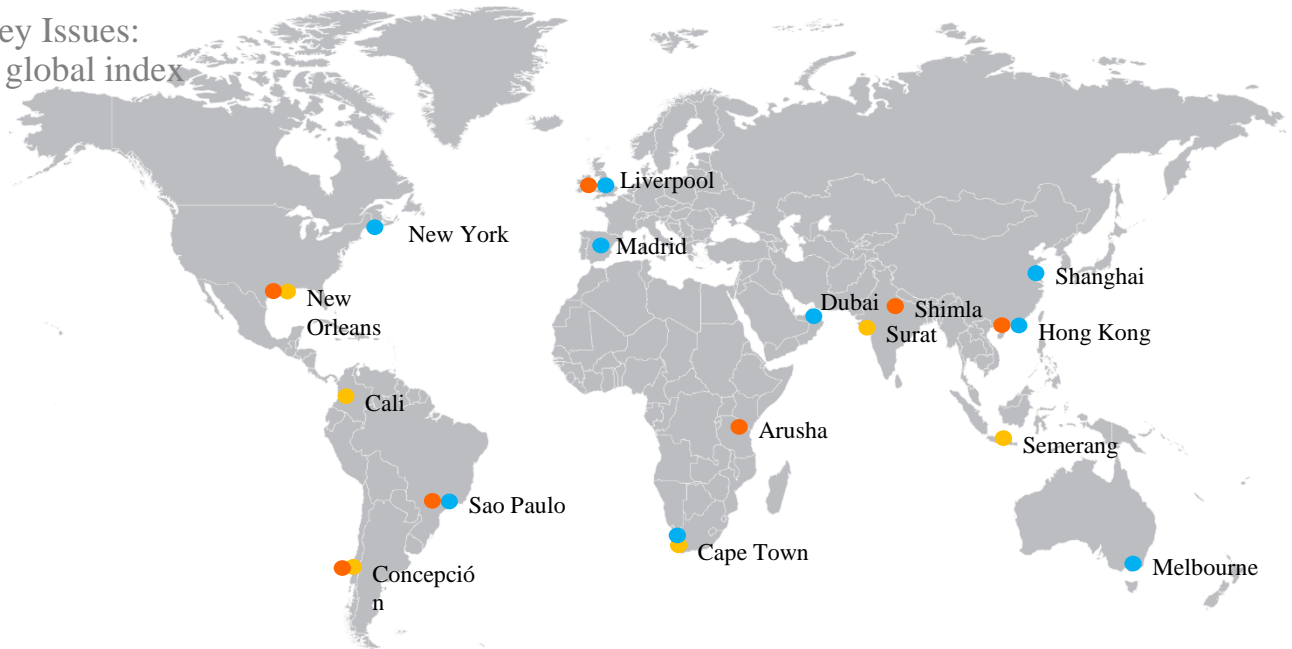 ey Issues:
global index
Liverpool
New York
Madrid
Shanghai
New
Orleans
Dubai
Shimla
Surat
Hong Kong
Cali
Arusha
Semerang
Sao Paulo
Cape Town
Concepció
n
Melbourne